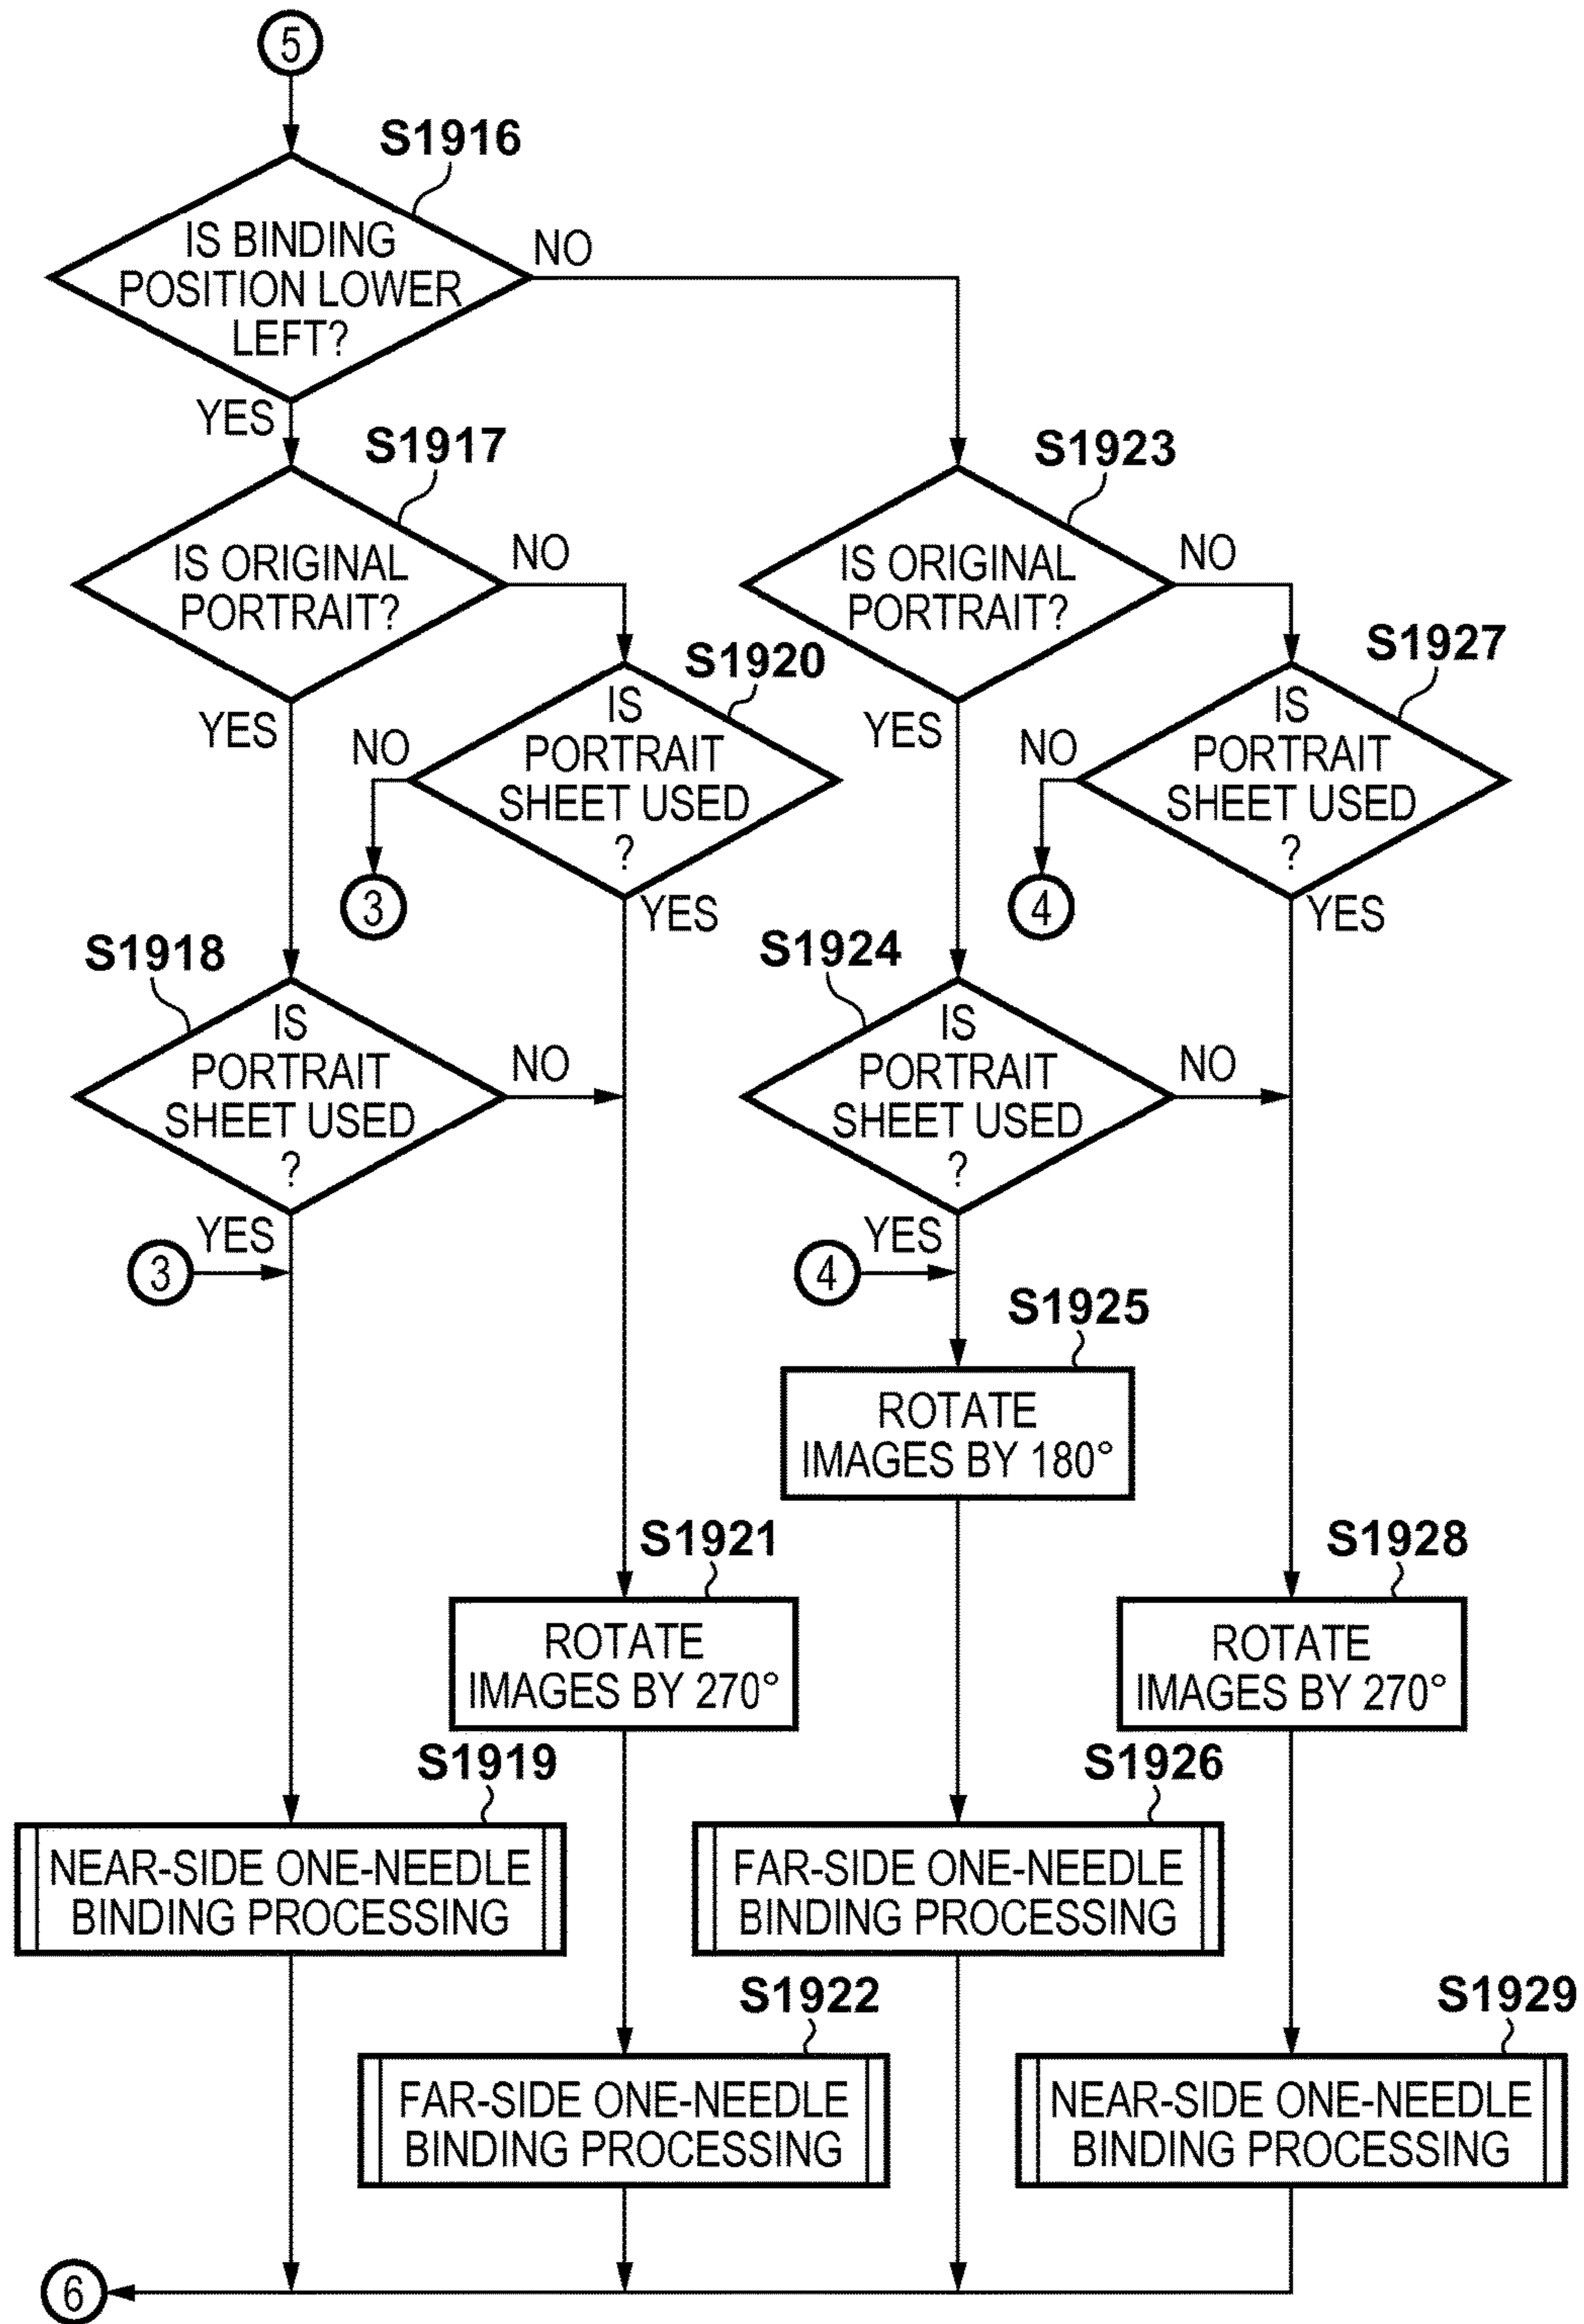 5
S1916
IS BINDING
POSITION LOWER
LEFT?
NO
YES
S1917
IS ORIGINAL
PORTRAIT?
NO
YES
S1923
IS ORIGINAL
PORTRAIT?
NO
YES
S1920
IS
PORTRAIT
SHEET USED
?
NO
3
YES
S1927
IS
PORTRAIT
SHEET USED
?
NO
4
YES
S1918
IS
PORTRAIT
SHEET USED
?
NO
YES
3
S1924
IS
PORTRAIT
SHEET USED
?
NO
YES
4
S1925
ROTATE
IMAGES BY 180°
S1921
ROTATE
IMAGES BY 270°
S1928
ROTATE
IMAGES BY 270°
S1919
NEAR-SIDE ONE-NEEDLE
BINDING PROCESSING
S1926
FAR-SIDE ONE-NEEDLE
BINDING PROCESSING
S1922
FAR-SIDE ONE-NEEDLE
BINDING PROCESSING
S1929
NEAR-SIDE ONE-NEEDLE
BINDING PROCESSING
6